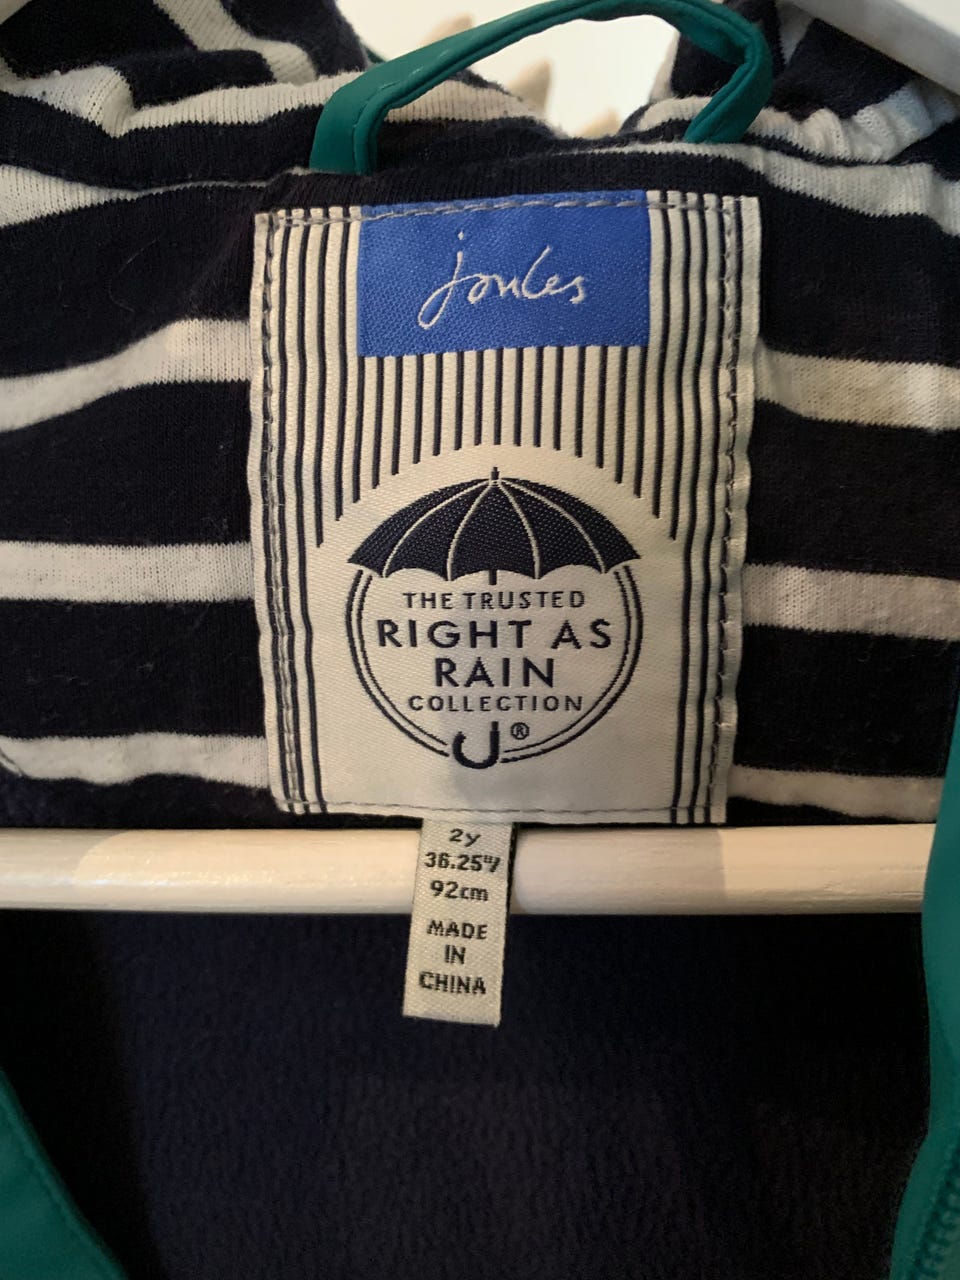 joules
THE TRUSTED
RIGHT AS
RAIN
COLLECTION
®
2y
36.25"/
92cm
MADE
IN
CHINA